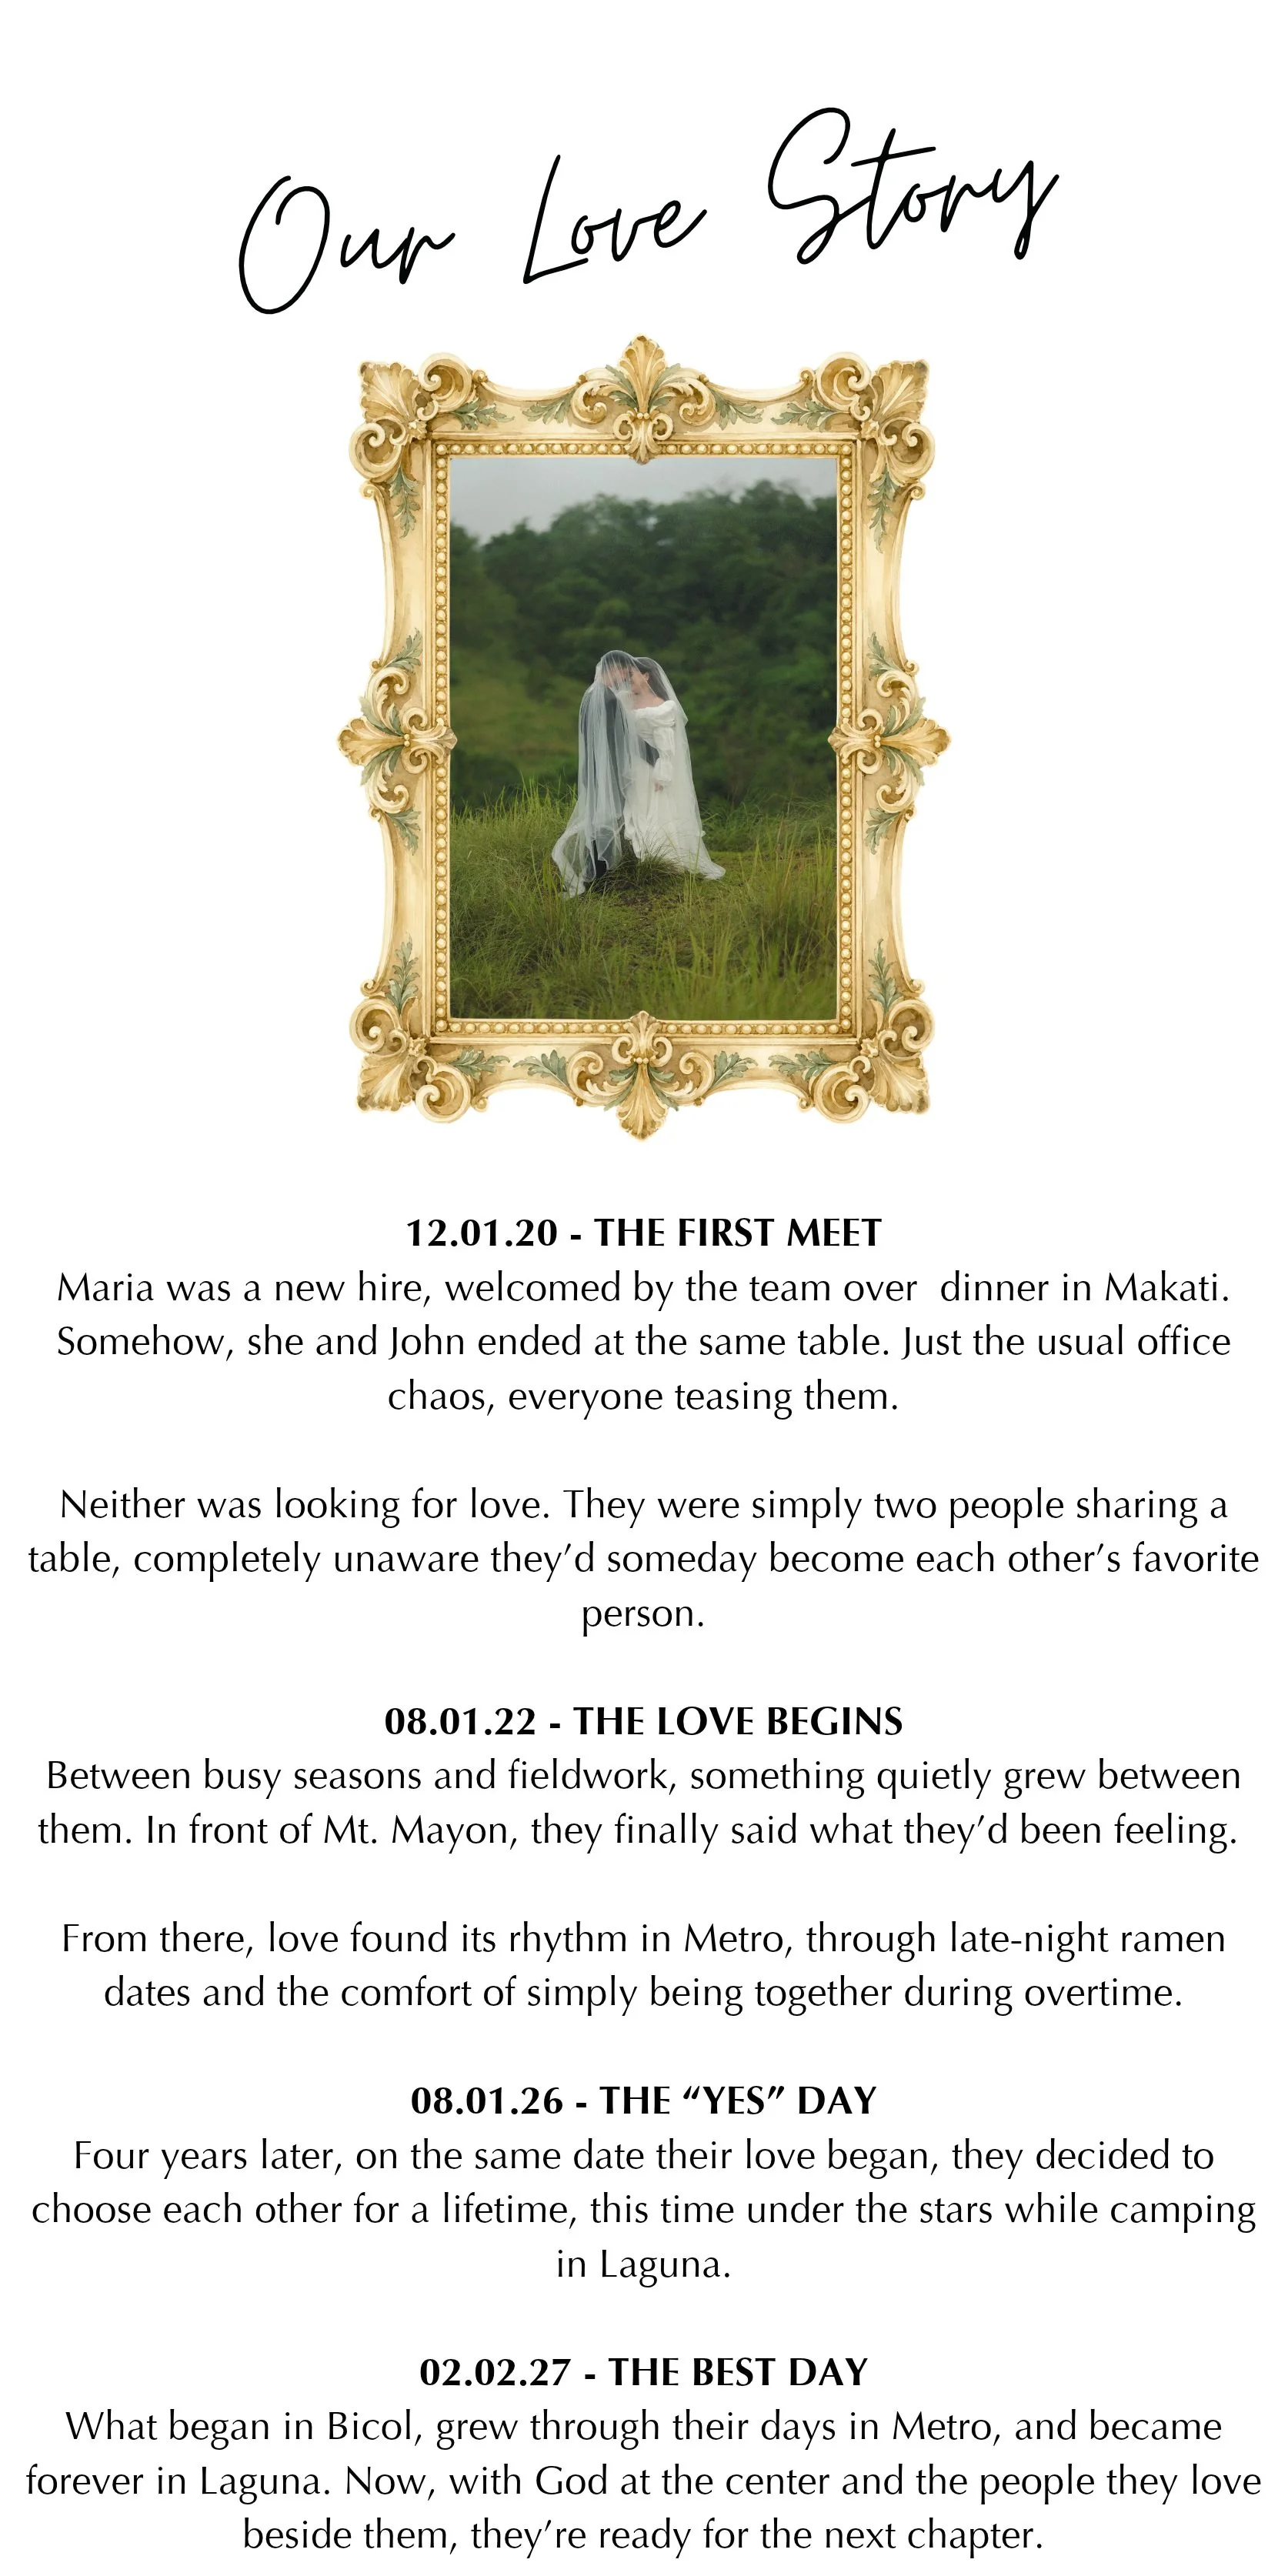 Our Love Story
12.01.20 - THE FIRST MEET
Maria was a new hire, welcomed by the team over  dinner in Makati.
Somehow, she and John ended at the same table. Just the usual office
chaos, everyone teasing them.
Neither was looking for love. They were simply two people sharing a
table, completely unaware they’d someday become each other’s favorite
person.
08.01.22 - THE LOVE BEGINS
Between busy seasons and fieldwork, something quietly grew between
them. In front of Mt. Mayon, they finally said what they’d been feeling.
From there, love found its rhythm in Metro, through late-night ramen
dates and the comfort of simply being together during overtime.
08.01.26 - THE “YES” DAY
Four years later, on the same date their love began, they decided to
choose each other for a lifetime, this time under the stars while camping
in Laguna.
02.02.27 - THE BEST DAY
What began in Bicol, grew through their days in Metro, and became
forever in Laguna. Now, with God at the center and the people they love
beside them, they’re ready for the next chapter.